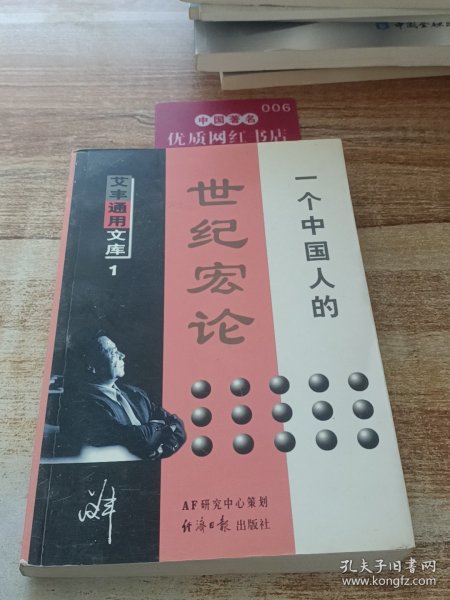 006
中国著名
优质网红书店
一个中国人的
世纪宏论
艾丰通用文库 1
艾丰
AF研究中心策划
经济日报 出版社
孔夫子旧书网
www.kongfz.com